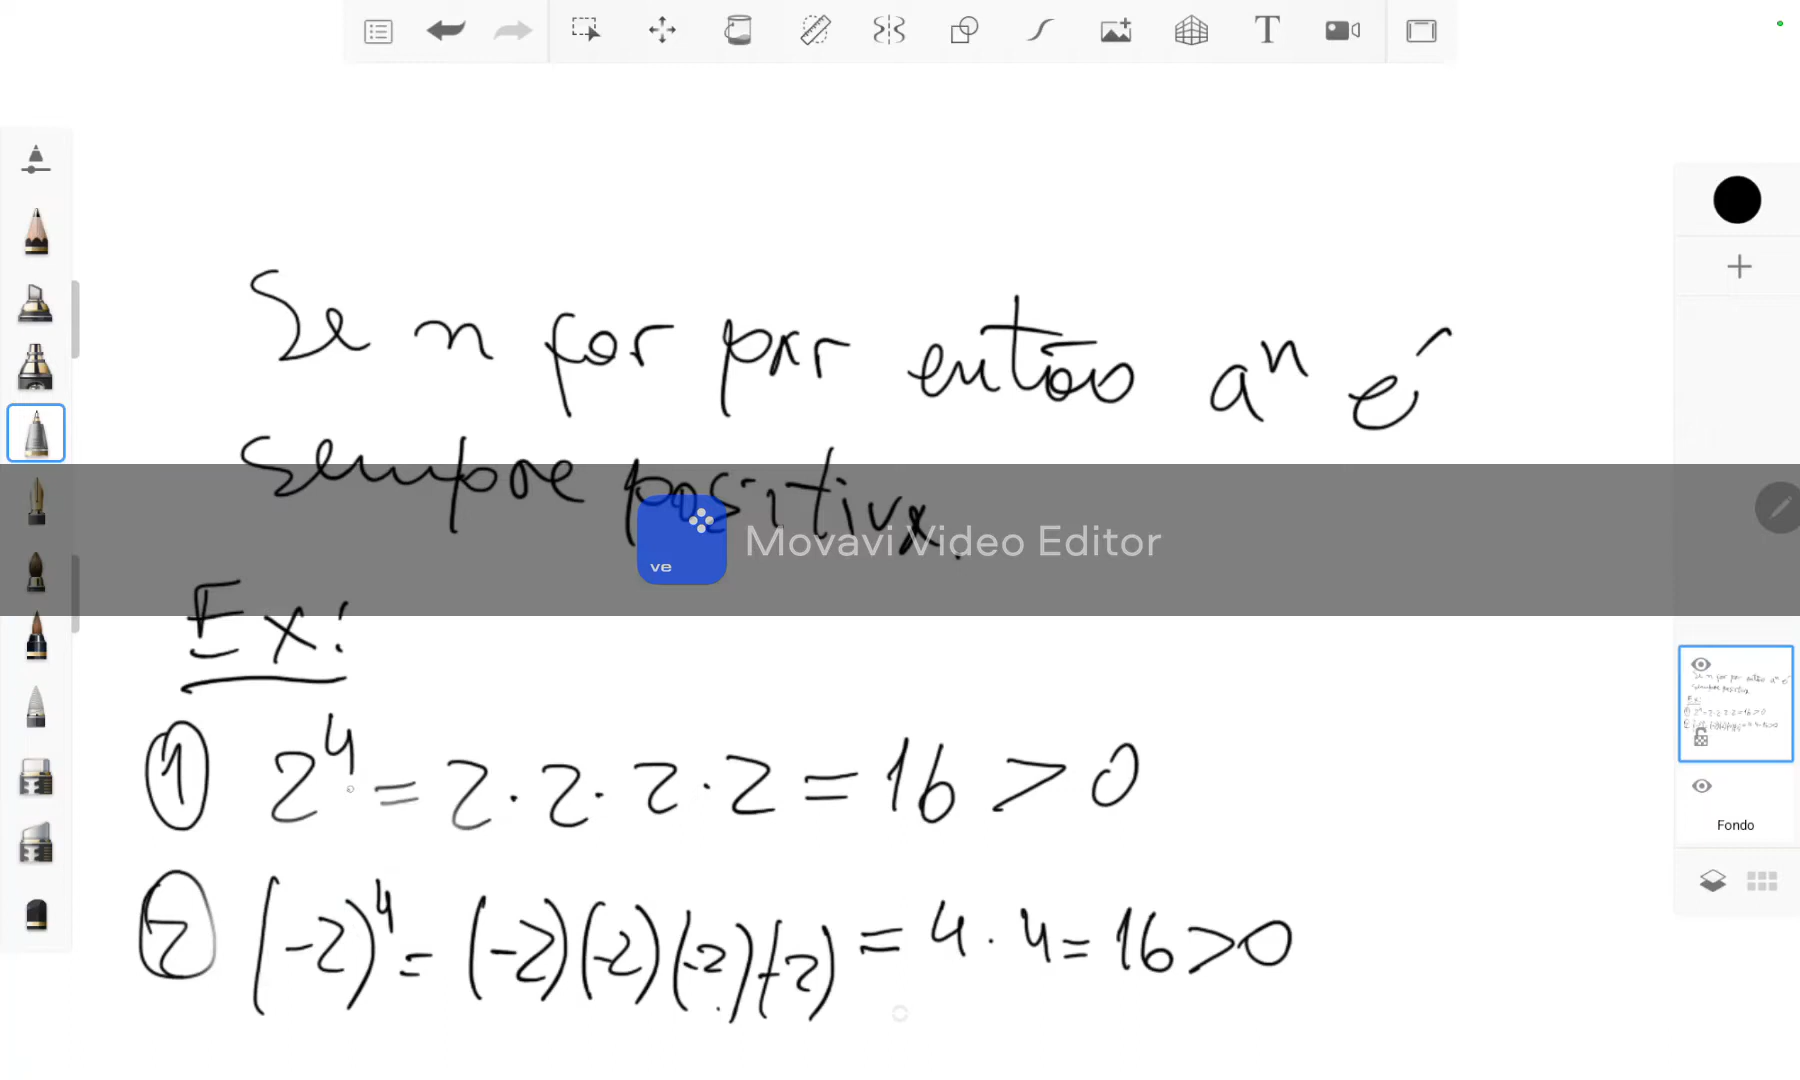 Se n for par então aⁿ é
sempre positiva.
ve
Movavi Video Editor
Ex:
① 2⁴ = 2 · 2 · 2 · 2 = 16 > 0
② (-2)⁴ = (-2)(-2)(-2)(-2) = 4 · 4 = 16 > 0
T
Fondo